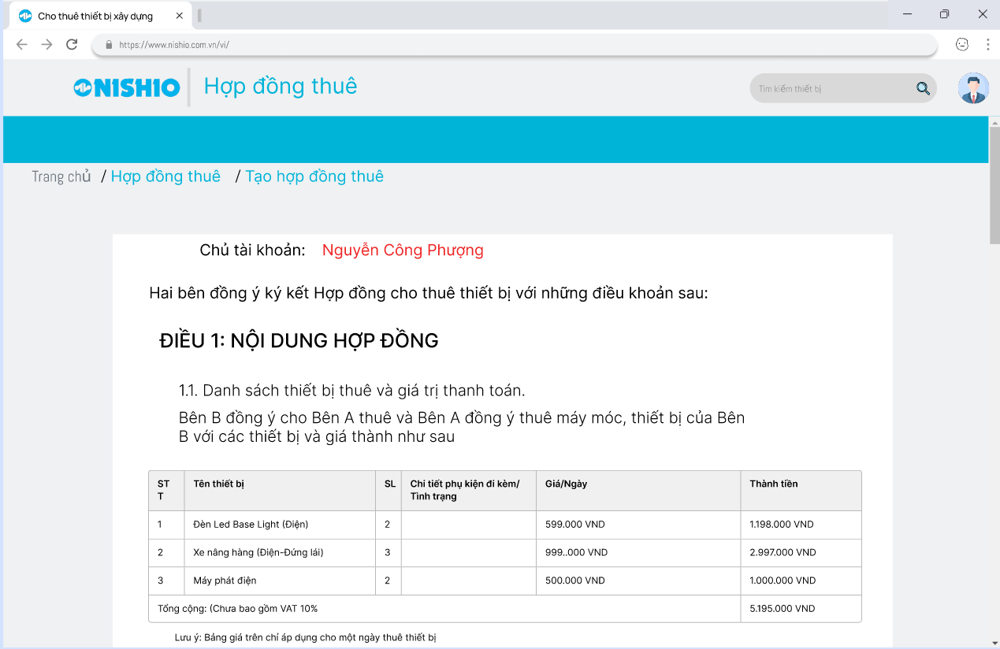 Cho thuê thiết bị xây dựng
https://www.nishio.com.vn/vi/
NISHIO
Hợp đồng thuê
Tìm kiếm thiết bị
Trang chủ / Hợp đồng thuê / Tạo hợp đồng thuê
Chủ tài khoản: Nguyễn Công Phượng
Hai bên đồng ý ký kết Hợp đồng cho thuê thiết bị với những điều khoản sau:
ĐIỀU 1: NỘI DUNG HỢP ĐỒNG
1.1. Danh sách thiết bị thuê và giá trị thanh toán.
Bên B đồng ý cho Bên A thuê và Bên A đồng ý thuê máy móc, thiết bị của Bên
B với các thiết bị và giá thành như sau
STT Tên thiết bị SL Chi tiết phụ kiện đi kèm/ Tình trạng Giá/Ngày Thành tiền
1 Đèn Led Base Light (Điện) 2 599.000 VND 1.198.000 VND
2 Xe nâng hàng (Điện-Đứng lái) 3 999..000 VND 2.997.000 VND
3 Máy phát điện 2 500.000 VND 1.000.000 VND
Tổng cộng: (Chưa bao gồm VAT 10% 5.195.000 VND
Lưu ý: Bảng giá trên chỉ áp dụng cho một ngày thuê thiết bị